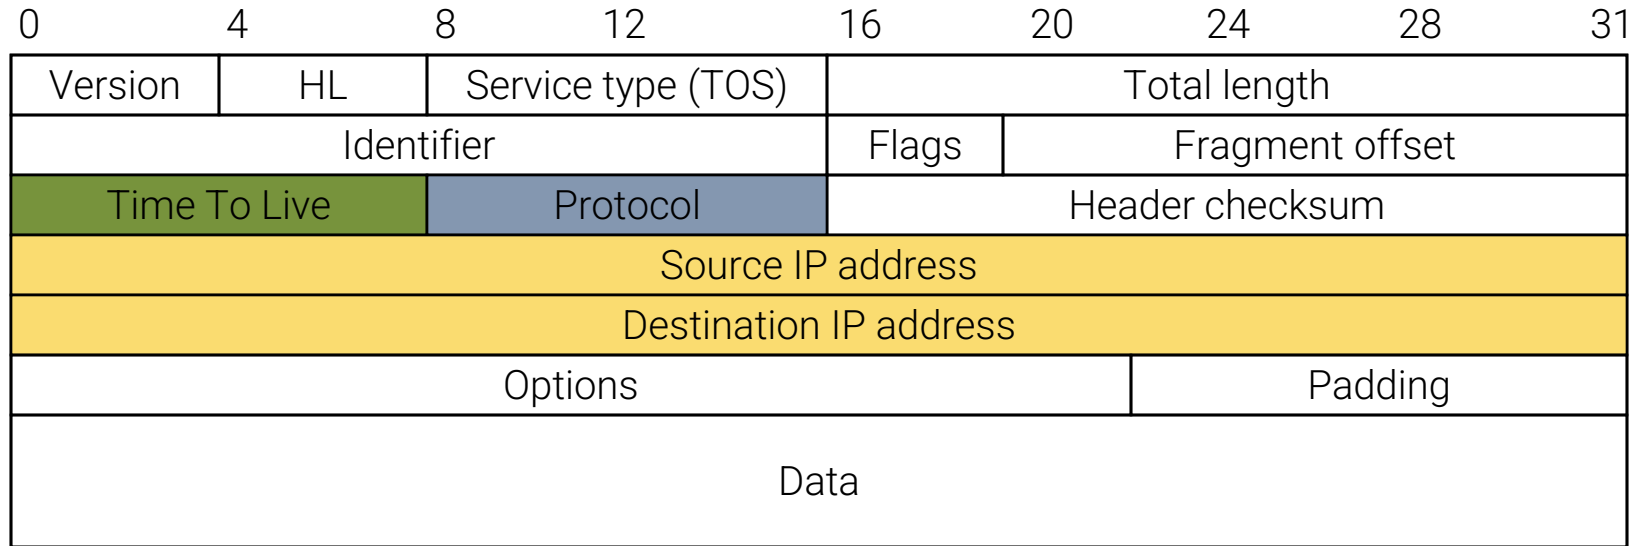 0 4 8 12 16 20 24 28 31
Version HL Service type (TOS) Total length
Identifier Flags Fragment offset
Time To Live Protocol Header checksum
Source IP address
Destination IP address
Options Padding
Data